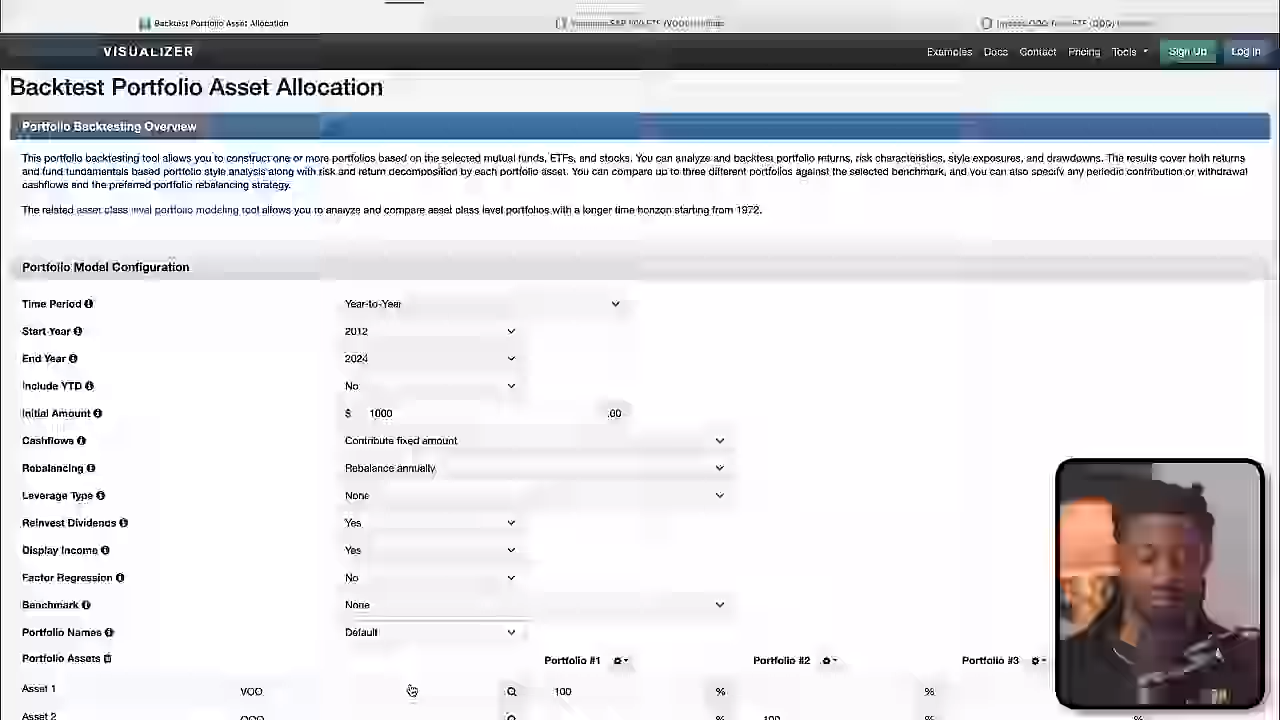 Backtest Portfolio Asset Allocation
S&P 500 ETF (VOO)
VISUALIZER
Examples Docs Contact Pricing Tools Sign Up Log In
Backtest Portfolio Asset Allocation
Portfolio Backtesting Overview
This portfolio backtesting tool allows you to construct one or more portfolios based on the selected mutual funds, ETFs, and stocks. You can analyze and backtest portfolio returns, risk characteristics, style exposures, and drawdowns. The results cover both returns
and fund fundamentals based portfolio style analysis along with risk and return decomposition by each portfolio asset. You can compare up to three different portfolios against the selected benchmark, and you can also specify any periodic contribution or withdrawal
cashflows and the preferred portfolio rebalancing strategy.
The related asset class level portfolio modeling tool allows you to analyze and compare asset class level portfolios with a longer time horizon starting from 1972.
Portfolio Model Configuration
Time Period Year-to-Year
Start Year 2012
End Year 2024
Include YTD No
Initial Amount $ 1000 .00
Cashflows Contribute fixed amount
Rebalancing Rebalance annually
Leverage Type None
Reinvest Dividends Yes
Display Income Yes
Factor Regression No
Benchmark None
Portfolio Names Default
Portfolio Assets Portfolio #1 Portfolio #2 Portfolio #3
Asset 1 VOO 100 % %
Asset 2 QQQ % 100 % %